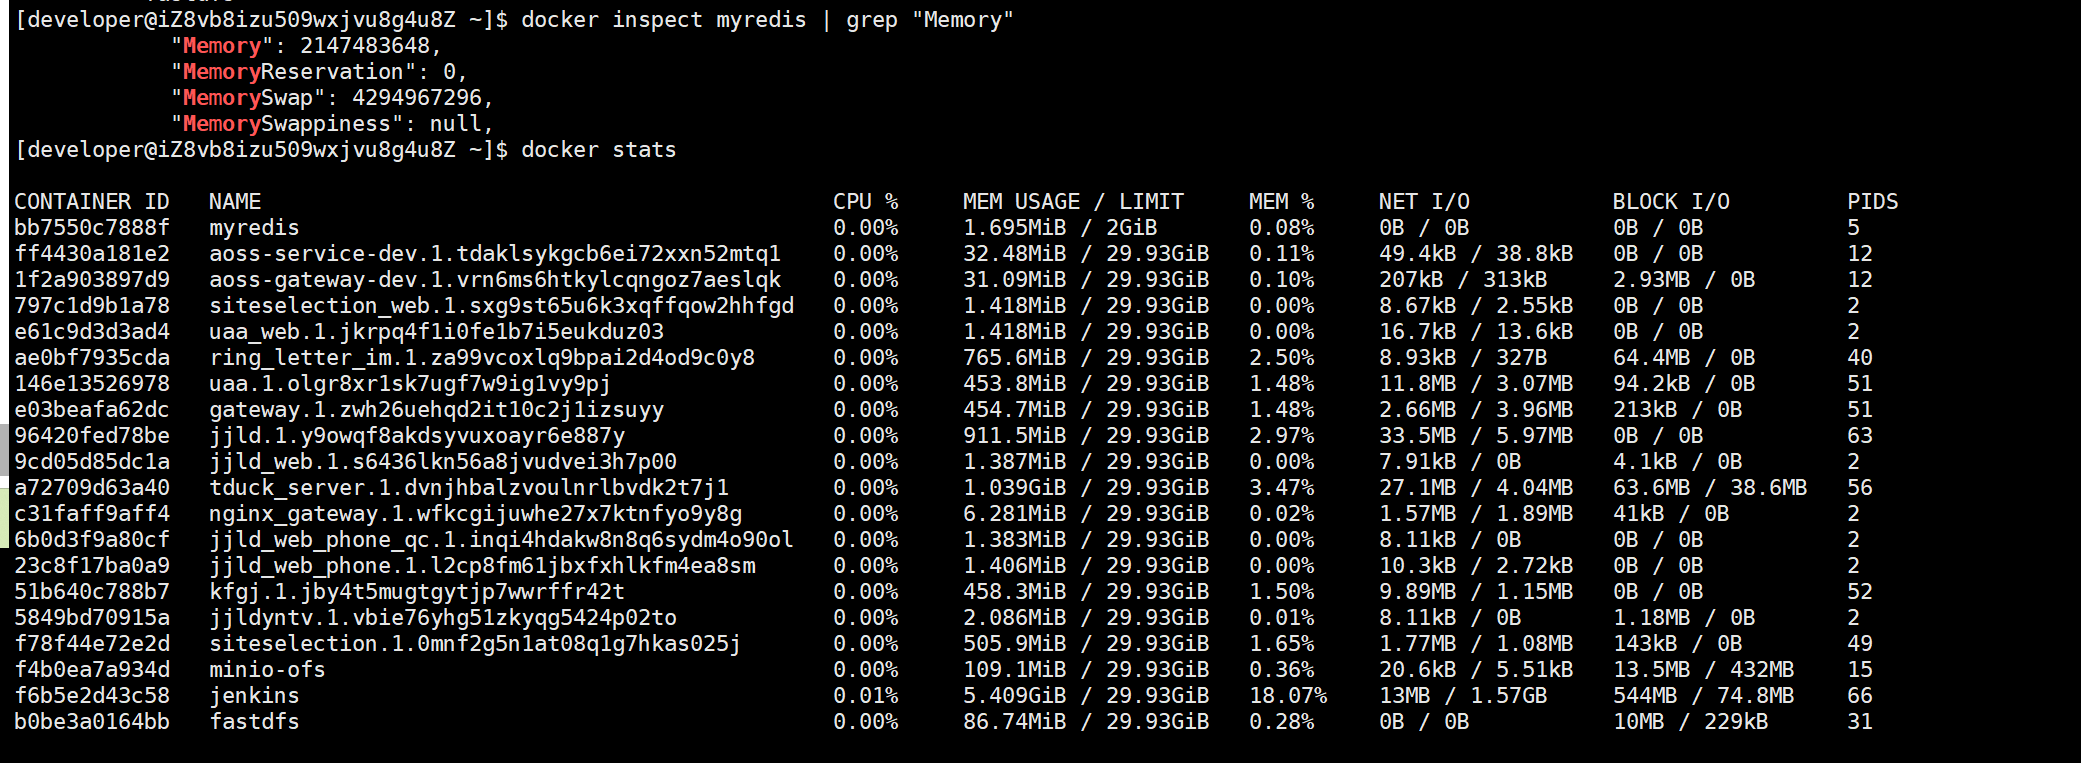 [developer@iZ8vb8izu509wxjvu8g4u8Z ~]$ docker inspect myredis | grep "Memory"
"Memory": 2147483648,
"MemoryReservation": 0,
"MemorySwap": 4294967296,
"MemorySwappiness": null,
[developer@iZ8vb8izu509wxjvu8g4u8Z ~]$ docker stats
CONTAINER ID NAME CPU % MEM USAGE / LIMIT MEM % NET I/O BLOCK I/O PIDS
bb7550c7888f myredis 0.00% 1.695MiB / 2GiB 0.08% 0B / 0B 0B / 0B 5
ff4430a181e2 aoss-service-dev.1.tdaklsykgcb6ei72xxn52mtq1 0.00% 32.48MiB / 29.93GiB 0.11% 49.4kB / 38.8kB 0B / 0B 12
1f2a903897d9 aoss-gateway-dev.1.vrn6ms6htkylcqngoz7aeslqk 0.00% 31.09MiB / 29.93GiB 0.10% 207kB / 313kB 2.93MB / 0B 12
797c1d9b1a78 siteselection_web.1.sxg9st65u6k3xqffqow2hhfgd 0.00% 1.418MiB / 29.93GiB 0.00% 8.67kB / 2.55kB 0B / 0B 2
e61c9d3d3ad4 uaa_web.1.jkrpq4f1i0fe1b7i5eukduz03 0.00% 1.418MiB / 29.93GiB 0.00% 16.7kB / 13.6kB 0B / 0B 2
ae0bf7935cda ring_letter_im.1.za99vcoxlq9bpai2d4od9c0y8 0.00% 765.6MiB / 29.93GiB 2.50% 8.93kB / 327B 64.4MB / 0B 40
146e13526978 uaa.1.olgr8xr1sk7ugf7w9ig1vy9pj 0.00% 453.8MiB / 29.93GiB 1.48% 11.8MB / 3.07MB 94.2kB / 0B 51
e03beafa62dc gateway.1.zwh26uehqd2it10c2j1izsuyy 0.00% 454.7MiB / 29.93GiB 1.48% 2.66MB / 3.96MB 213kB / 0B 51
96420fed78be jjld.1.y9owqf8akdsyvuxoayr6e887y 0.00% 911.5MiB / 29.93GiB 2.97% 33.5MB / 5.97MB 0B / 0B 63
9cd05d85dc1a jjld_web.1.s6436lkn56a8jvudvei3h7p00 0.00% 1.387MiB / 29.93GiB 0.00% 7.91kB / 0B 4.1kB / 0B 2
a72709d63a40 tduck_server.1.dvnjhbalzvoulnrlbvdk2t7j1 0.00% 1.039GiB / 29.93GiB 3.47% 27.1MB / 4.04MB 63.6MB / 38.6MB 56
c31faff9aff4 nginx_gateway.1.wfkcgijuwhe27x7ktnfyo9y8g 0.00% 6.281MiB / 29.93GiB 0.02% 1.57MB / 1.89MB 41kB / 0B 2
6b0d3f9a80cf jjld_web_phone_qc.1.inqi4hdakw8n8q6sydm4o90ol 0.00% 1.383MiB / 29.93GiB 0.00% 8.11kB / 0B 0B / 0B 2
23c8f17ba0a9 jjld_web_phone.1.l2cp8fm61jbxfxhlkfm4ea8sm 0.00% 1.406MiB / 29.93GiB 0.00% 10.3kB / 2.72kB 0B / 0B 2
51b640c788b7 kfgj.1.jby4t5mugtgytjp7wwrffr42t 0.00% 458.3MiB / 29.93GiB 1.50% 9.89MB / 1.15MB 0B / 0B 52
5849bd70915a jjldyntv.1.vbie76yhg51zkyqg5424p02to 0.00% 2.086MiB / 29.93GiB 0.01% 8.11kB / 0B 1.18MB / 0B 2
f78f44e72e2d siteselection.1.0mnf2g5n1at08q1g7hkas025j 0.00% 505.9MiB / 29.93GiB 1.65% 1.77MB / 1.08MB 143kB / 0B 49
f4b0ea7a934d minio-ofs 0.00% 109.1MiB / 29.93GiB 0.36% 20.6kB / 5.51kB 13.5MB / 432MB 15
f6b5e2d43c58 jenkins 0.01% 5.409GiB / 29.93GiB 18.07% 13MB / 1.57GB 544MB / 74.8MB 66
b0be3a0164bb fastdfs 0.00% 86.74MiB / 29.93GiB 0.28% 0B / 0B 10MB / 229kB 31